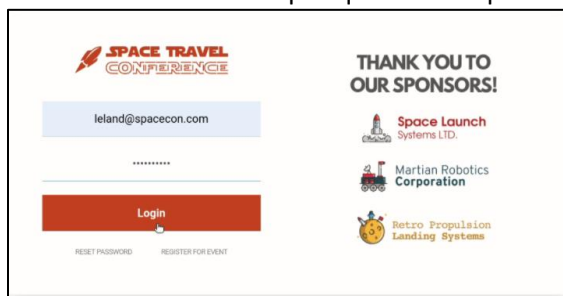 SPACE TRAVEL
CONFERENCE
leland@spacecon.com
••••••••••
Login
RESET PASSWORD REGISTER FOR EVENT
THANK YOU TO
OUR SPONSORS!
Space Launch
Systems LTD.
Martian Robotics
Corporation
Retro Propulsion
Landing Systems